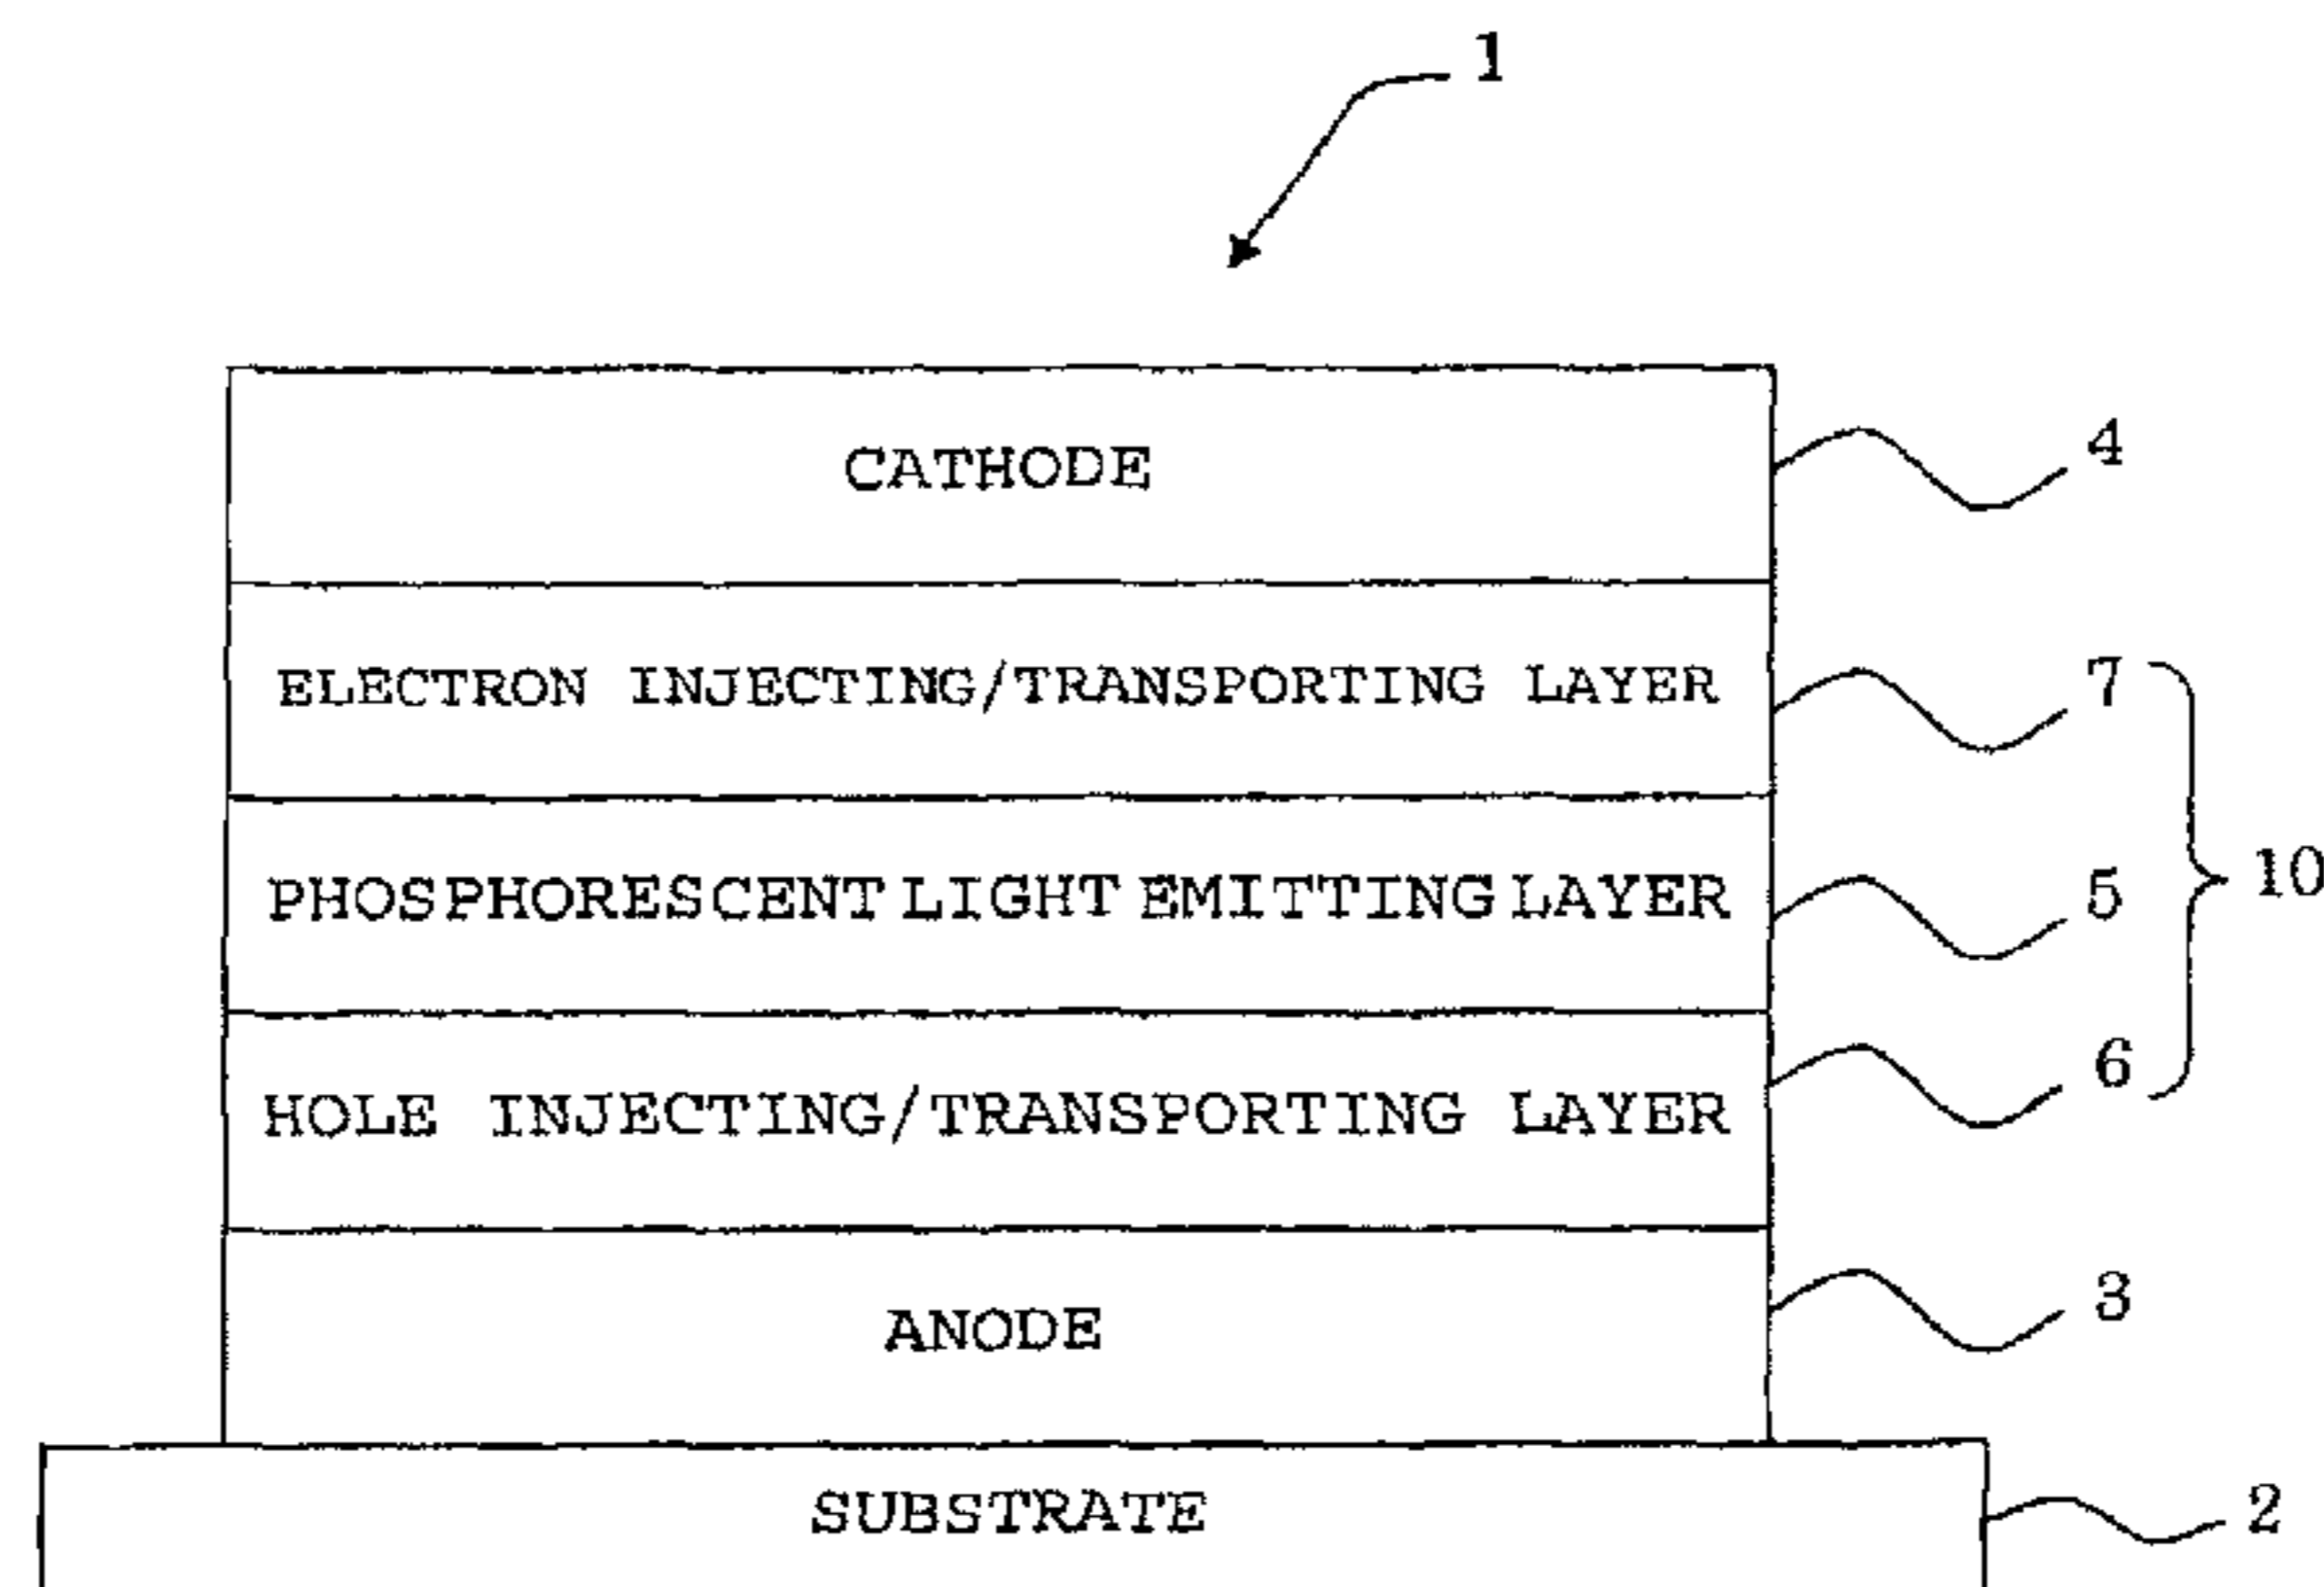 1
CATHODE 4
ELECTRON INJECTING/TRANSPORTING LAYER 7
PHOSPHORESCENT LIGHT EMITTING LAYER 5 10
HOLE INJECTING/TRANSPORTING LAYER 6
ANODE 3
SUBSTRATE 2